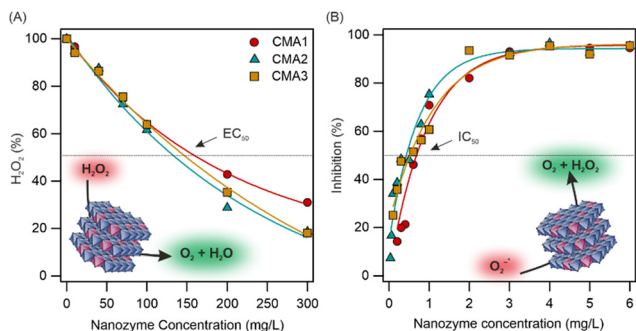 (A)
CMA1
CMA2
CMA3
EC50
H2O2
O2 + H2O
H2O2 (%)
100
80
60
40
20
0
0 50 100 150 200 250 300
Nanozyme Concentration (mg/L)
(B)
IC50
O2 + H2O2
O2-•
Inhibition (%)
100
80
60
40
20
0
0 1 2 3 4 5 6
Nanozyme concentration (mg/L)